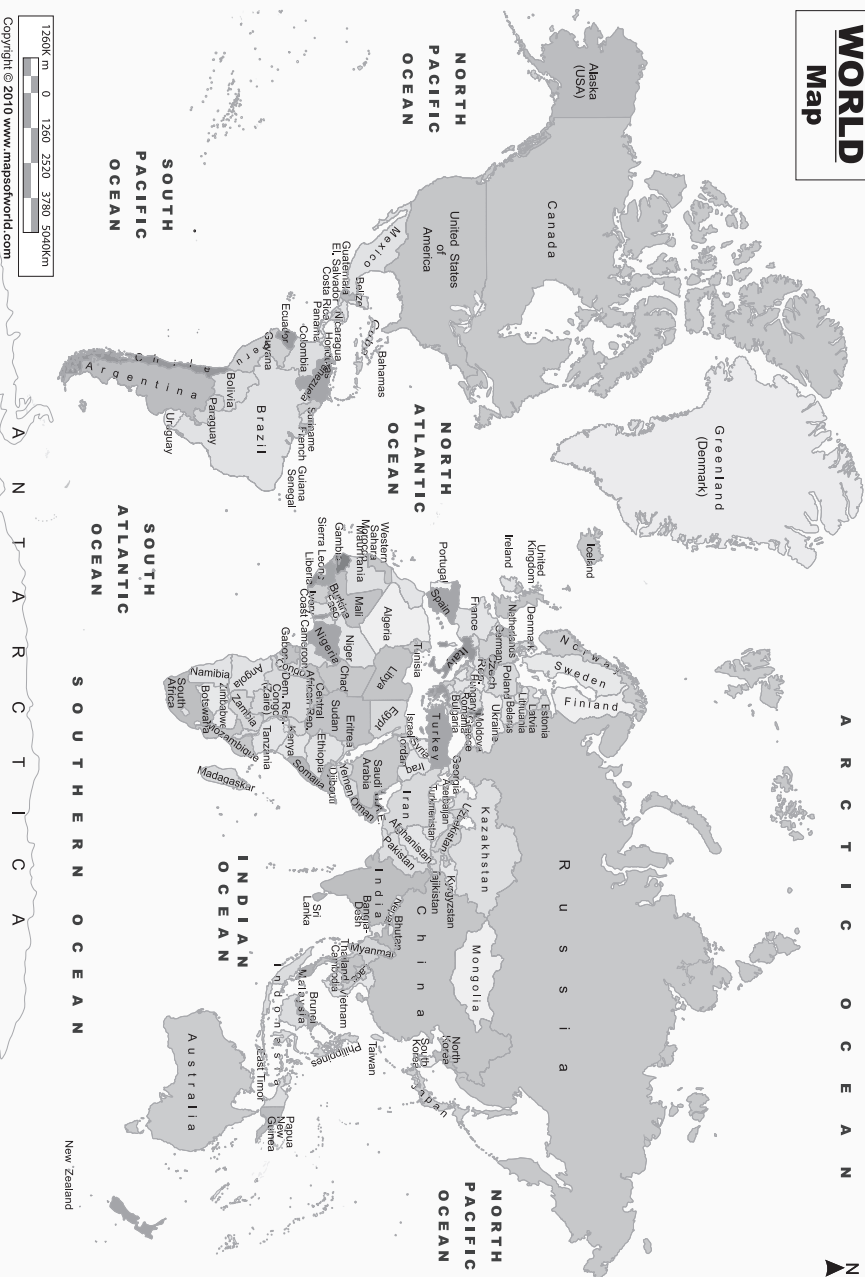 WORLD
Map
N
ARCTIC OCEAN
Alaska
(USA)
Canada
Greenland
(Denmark)
Iceland
Norway
Sweden
Finland
Russia
United
Kingdom
Ireland
Denmark
Netherlands
Germany
Poland
Belarus
Lithuania
Latvia
Estonia
Ukraine
France
Czech
Rep.
Hungary
Romania
Moldova
Greece
Bulgaria
Italy
Portugal
Spain
Turkey
Georgia
Azerbaijan
Turkmenistan
Uzbekistan
Kazakhstan
Kyrgyzstan
Tajikistan
Mongolia
China
North
Korea
South
Korea
Japan
NORTH
PACIFIC
OCEAN
United States
of
America
NORTH
ATLANTIC
OCEAN
NORTH
PACIFIC
OCEAN
Mexico
Cuba
Bahamas
Belize
Guatemala
El. Salvador
Costa Rica
Panama
Nicaragua
Honduras
Venezuela
Colombia
Guyana
Suriname
French Guiana
Ecuador
Peru
Brazil
Bolivia
Paraguay
Uruguay
Chile
Argentina
Senegal
Western
Sahara
Morocco
Mauritania
Gambia
Sierra Leon
Liberia
Ivory
Coast
Burkina
Faso
Mali
Algeria
Tunisia
Libya
Egypt
Niger
Nigeria
Chad
Sudan
Eritrea
Djibouti
Ethiopia
Somalia
Cameroon
Central
African Rep.
Gabon
Congo
Dem. Rep.
Congo
(Zaire)
Kenya
Tanzania
Angola
Zambia
Zimbabwe
Mozambique
Namibia
Botswana
South
Africa
Madagaskar
Israel
Syria
Jordan
Iraq
Iran
Saudi
Arabia
U.A.E.
Yemen
Oman
Afghanistan
Pakistan
India
Nepal
Bhutan
Bangla-
Desh
Sri
Lanka
Myanmar
Laos
Thailand
Cambodia
Vietnam
Taiwan
Philippines
Brunei
Malaysia
Indonesia
East Timor
Papua
New
Guinea
Australia
New Zealand
SOUTH
PACIFIC
OCEAN
SOUTH
ATLANTIC
OCEAN
INDIAN
OCEAN
SOUTHERN OCEAN
ANTARCTICA
1260K m 0 1260 2520 3780 5040Km
Copyright © 2010 www.mapsofworld.com